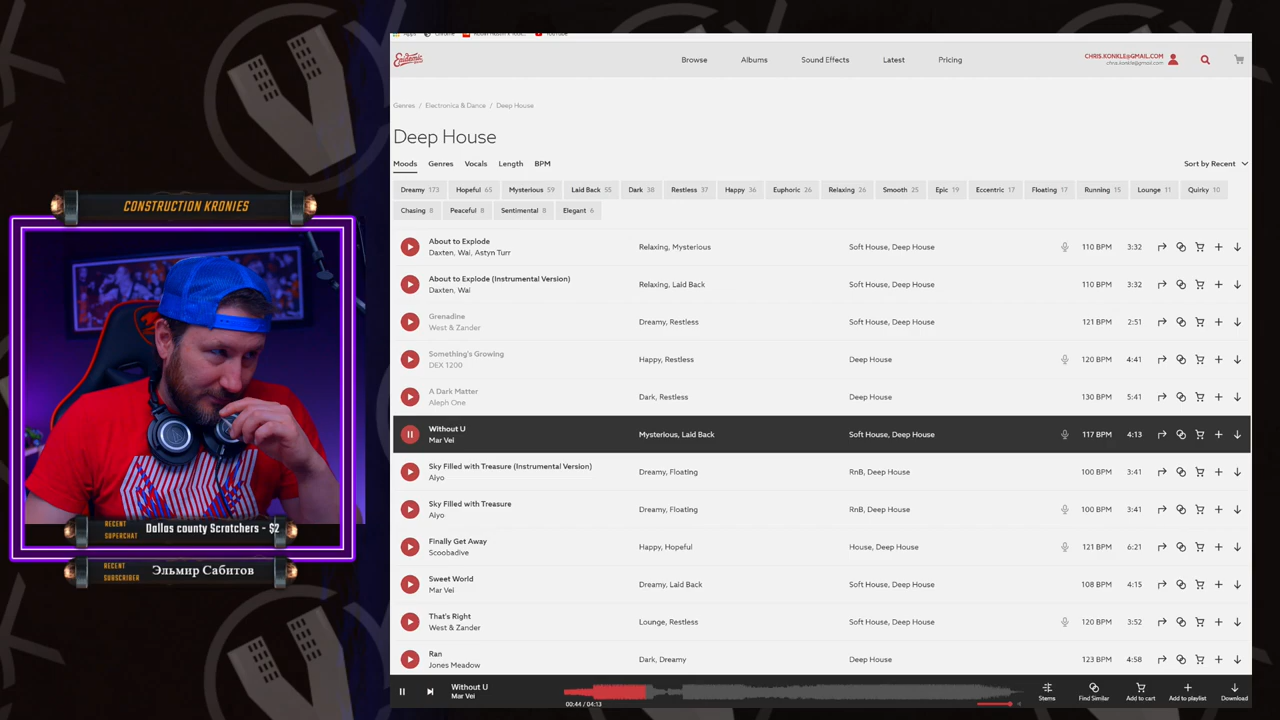 Apps
Chrome
YouTube
Epidemic
Browse
Albums
Sound Effects
Latest
Pricing
CHRIS.KONKLE@GMAIL.COM
chris.konkle@gmail.com
Genres / Electronica & Dance / Deep House
Deep House
Moods Genres Vocals Length BPM
Sort by Recent
Dreamy 173 Hopeful 65 Mysterious 59 Laid Back 55 Dark 38 Restless 37 Happy 36 Euphoric 26 Relaxing 26 Smooth 25 Epic 19 Eccentric 17 Floating 17 Running 15 Lounge 11 Quirky 10
Chasing 8 Peaceful 8 Sentimental 8 Elegant 6
About to Explode
Daxten, Wai, Astyn Turr
Relaxing, Mysterious
Soft House, Deep House
110 BPM 3:32
About to Explode (Instrumental Version)
Daxten, Wai
Relaxing, Laid Back
Soft House, Deep House
110 BPM 3:32
Grenadine
West & Zander
Dreamy, Restless
Soft House, Deep House
121 BPM 2:51
Something's Growing
DEX 1200
Happy, Restless
Deep House
120 BPM 4:41
A Dark Matter
Aleph One
Dark, Restless
Deep House
130 BPM 5:41
Without U
Mar Vei
Mysterious, Laid Back
Soft House, Deep House
117 BPM 4:13
Sky Filled with Treasure (Instrumental Version)
Aiyo
Dreamy, Floating
RnB, Deep House
100 BPM 3:41
Sky Filled with Treasure
Aiyo
Dreamy, Floating
RnB, Deep House
100 BPM 3:41
Finally Get Away
Scoobadive
Happy, Hopeful
House, Deep House
121 BPM 6:21
Sweet World
Mar Vei
Dreamy, Laid Back
Soft House, Deep House
108 BPM 4:15
That's Right
West & Zander
Lounge, Restless
Soft House, Deep House
120 BPM 3:52
Ran
Jones Meadow
Dark, Dreamy
Deep House
123 BPM 4:58
Without U
Mar Vei
00:44 / 04:13
Stems
Find Similar
Add to cart
Add to playlist
Download
CONSTRUCTION KRONIES
RECENT
SUPERCHAT
Dallas county Scrotchers - $2
RECENT
SUBSCRIBER
Эльмир Сабитов